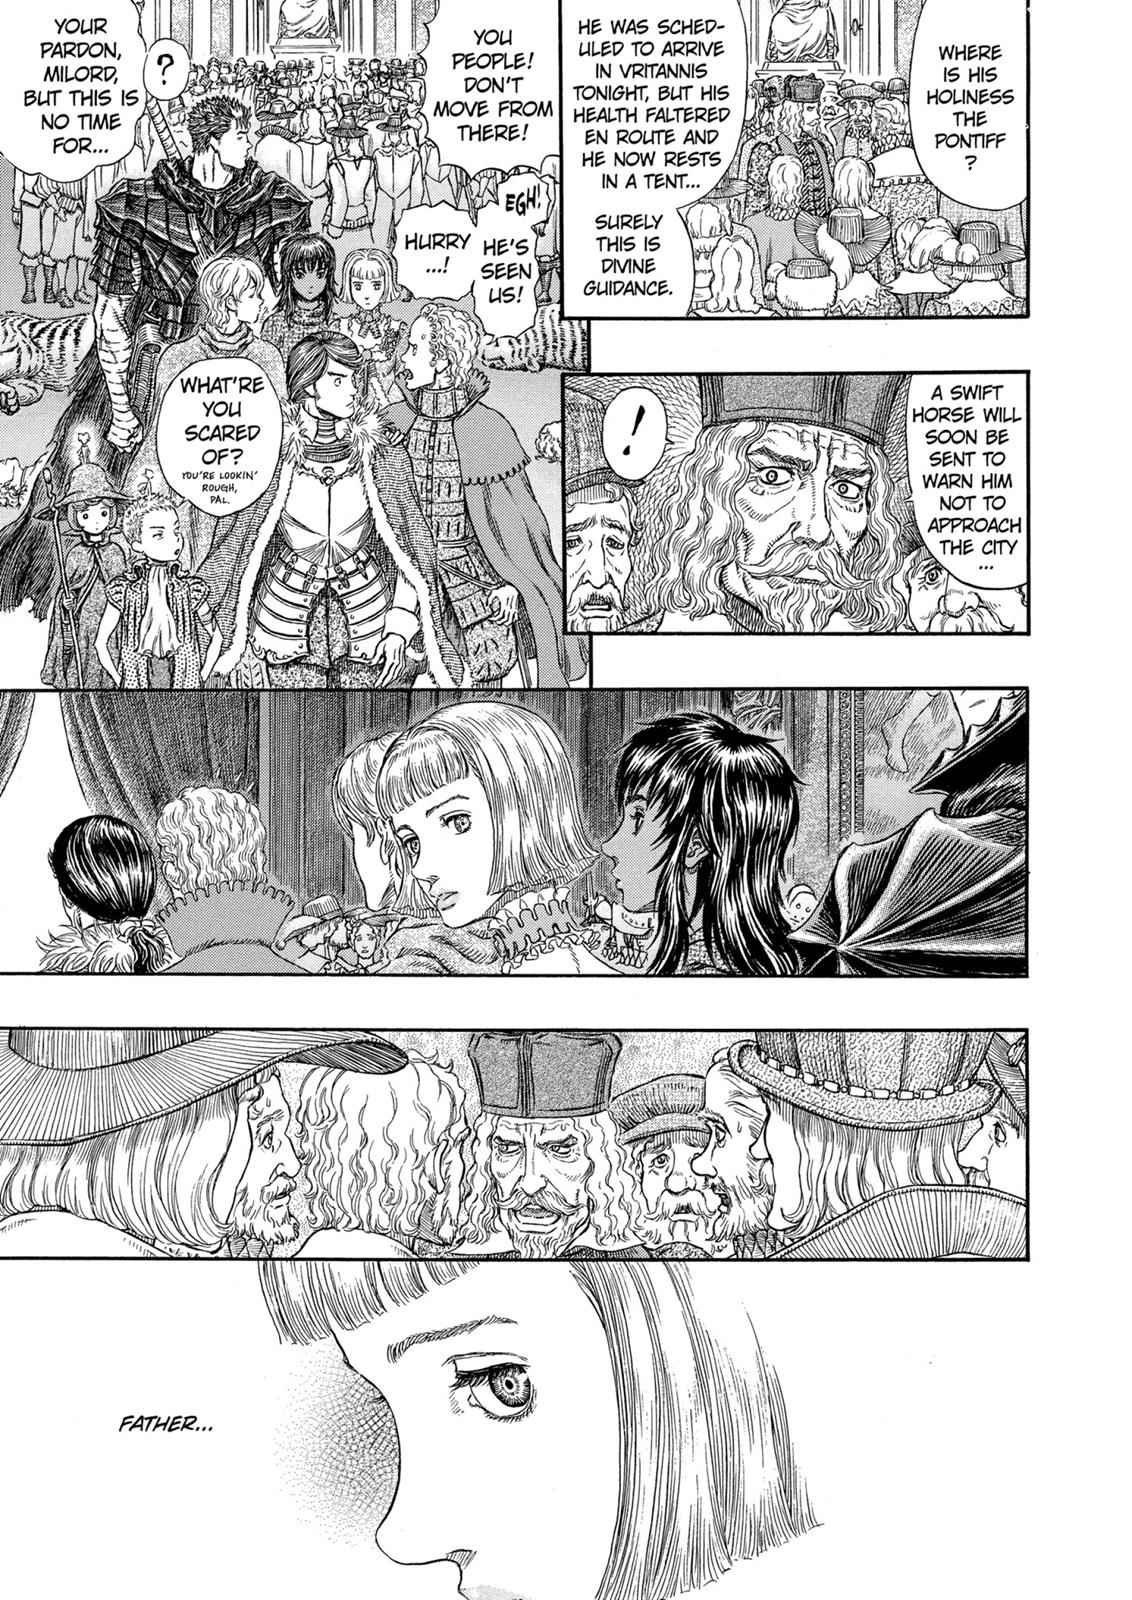 WHERE
IS HIS
HOLINESS
THE
PONTIFF
?
HE WAS SCHED-
ULED TO ARRIVE
IN VRITANNIS
TONIGHT, BUT HIS
HEALTH FALTERED
EN ROUTE AND
HE NOW RESTS
IN A TENT...
SURELY
THIS IS
DIVINE
GUIDANCE.
A SWIFT
HORSE WILL
SOON BE
SENT TO
WARN HIM
NOT TO
APPROACH
THE CITY
...
!
YOU
PEOPLE!
DON'T
MOVE FROM
THERE!
EGH!
HE'S
SEEN
US!
HURRY
...!
?
YOUR
PARDON,
MILORD,
BUT THIS IS
NO TIME
FOR...
WHAT'RE
YOU
SCARED
OF?
YOU'RE LOOKIN'
ROUGH,
PAL.
FATHER...